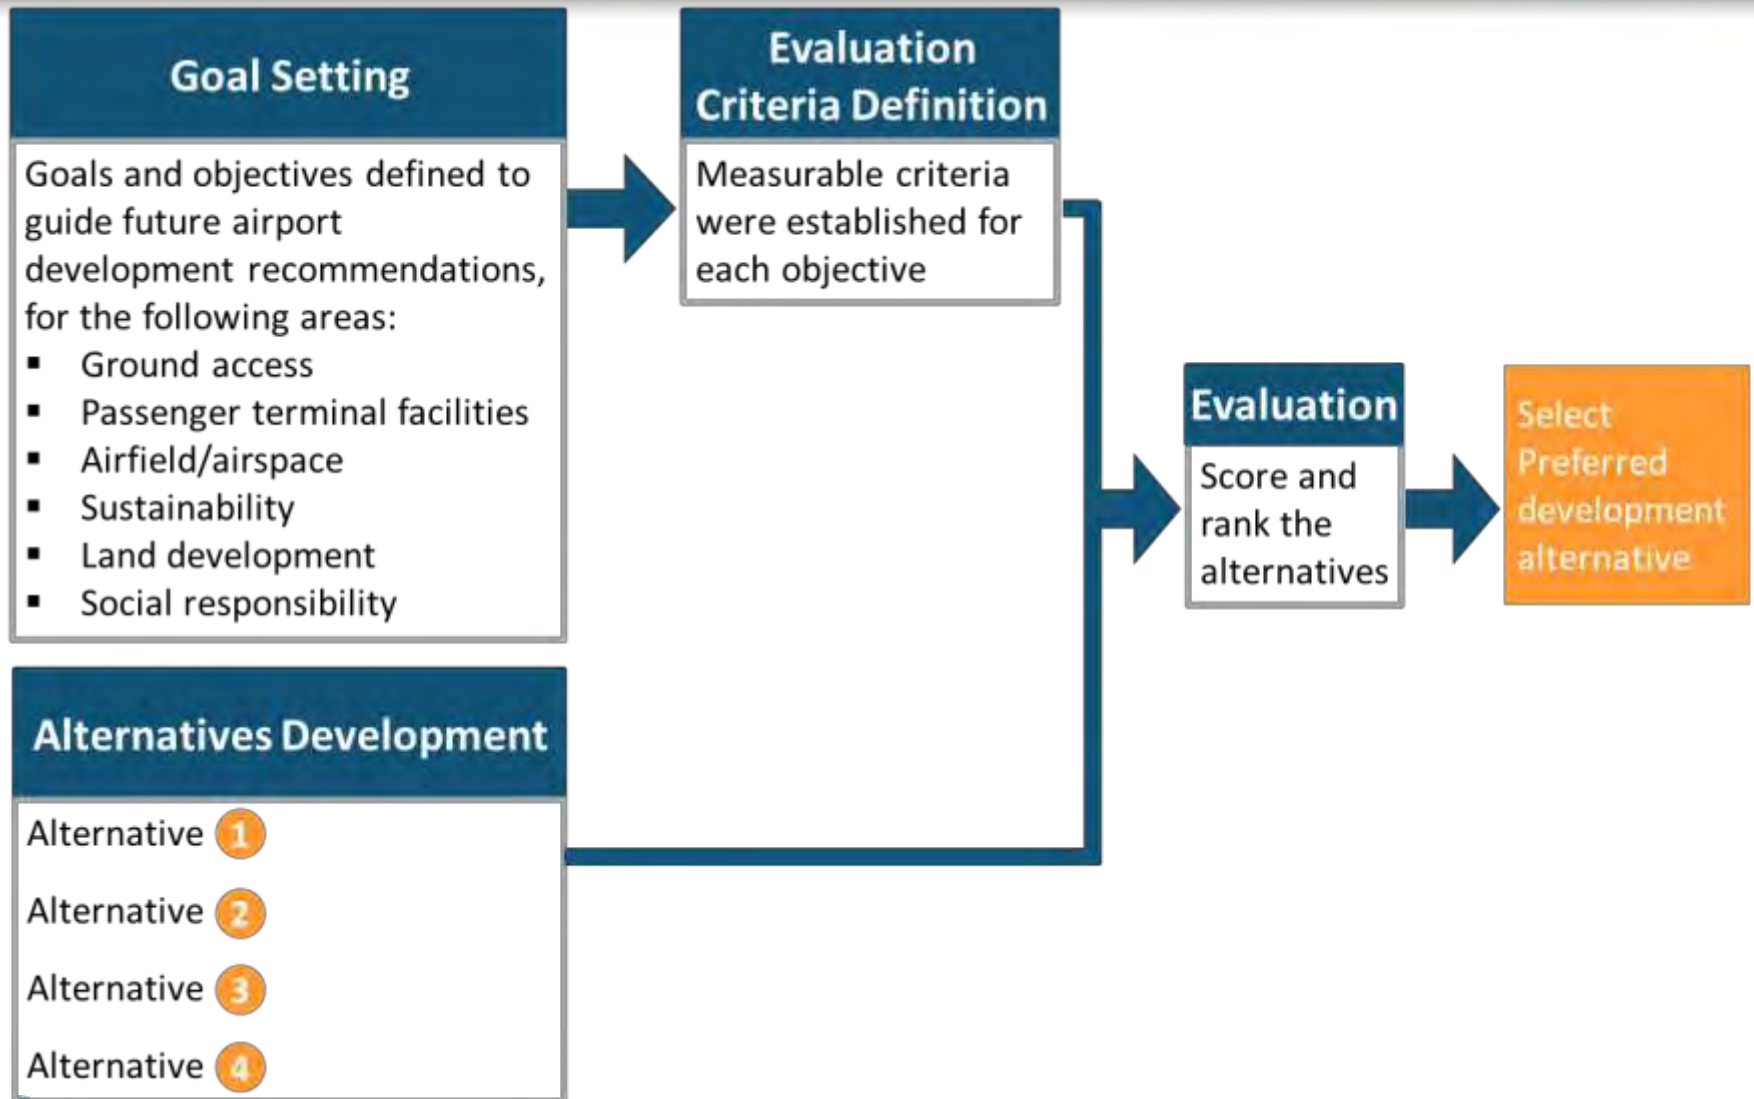 Goal Setting
Goals and objectives defined to
guide future airport
development recommendations,
for the following areas:
▪ Ground access
▪ Passenger terminal facilities
▪ Airfield/airspace
▪ Sustainability
▪ Land development
▪ Social responsibility
Evaluation
Criteria Definition
Measurable criteria
were established for
each objective
Alternatives Development
Alternative 1
Alternative 2
Alternative 3
Alternative 4
Evaluation
Score and
rank the
alternatives
Select
Preferred
development
alternative